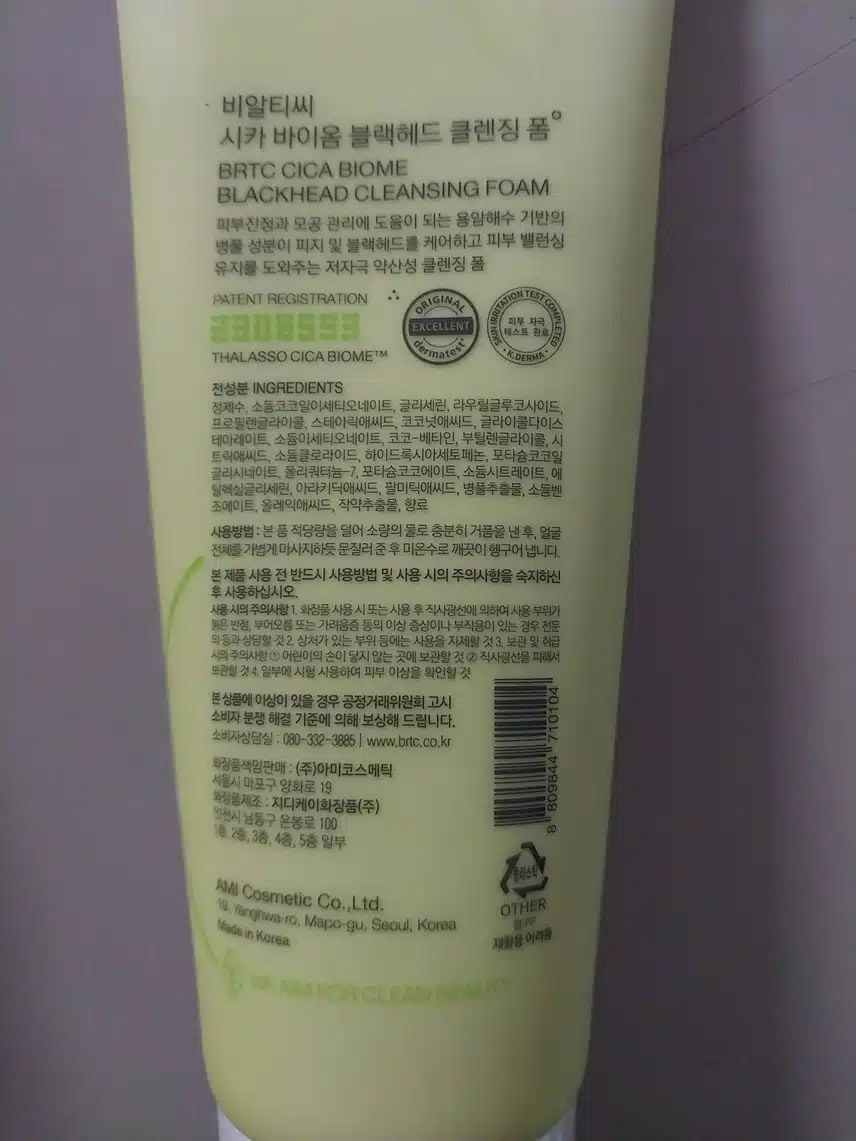 비알티씨
시카 바이옴 블랙헤드 클렌징 폼
BRTC CICA BIOME
BLACKHEAD CLEANSING FOAM
피부진정과 모공 관리에 도움이 되는 용암해수 기반의
병풀 성분이 피지 및 블랙헤드를 케어하고 피부 밸런싱
유지를 도와주는 저자극 약산성 클렌징 폼
PATENT REGISTRATION
THALASSO CICA BIOME™
ORIGINAL
EXCELLENT
dermatest
SKIN IRRITATION TEST COMPLETED
피부 자극
테스트 완료
K.DERMA
전성분 INGREDIENTS
정제수, 소듐코코일이세티오네이트, 글리세린, 라우릴글루코사이드,
프로필렌글라이콜, 스테아릭애씨드, 코코넛애씨드, 글라이콜다이스
테아레이트, 소듐이세티오네이트, 코코-베타인, 부틸렌글라이콜, 시
트릭애씨드, 소듐클로라이드, 하이드록시아세토페논, 포타슘코코일
글리시네이트, 폴리쿼터늄-7, 포타슘코코에이트, 소듐시트레이트, 에
틸헥실글리세린, 아라키딕애씨드, 팔미틱애씨드, 병풀추출물, 소듐벤
조에이트, 올레익애씨드, 작약추출물, 향료
사용방법 : 본 품 적당량을 덜어 소량의 물로 충분히 거품을 낸 후, 얼굴
전체를 가볍게 마사지하듯 문질러 준 후 미온수로 깨끗이 헹구어 냅니다.
본 제품 사용 전 반드시 사용방법 및 사용 시의 주의사항을 숙지하신
후 사용하십시오.
사용 시의 주의사항 1. 화장품 사용 시 또는 사용 후 직사광선에 의하여 사용 부위가
붉은 반점, 부어오름 또는 가려움증 등의 이상 증상이나 부작용이 있는 경우 전문
의 등과 상담할 것 2. 상처가 있는 부위 등에는 사용을 자제할 것 3. 보관 및 취급
시의 주의사항 ① 어린이의 손이 닿지 않는 곳에 보관할 것 ② 직사광선을 피해서
보관할 것 4. 일부에 시험 사용하여 피부 이상을 확인할 것
본 상품에 이상이 있을 경우 공정거래위원회 고시
소비자 분쟁 해결 기준에 의해 보상해 드립니다.
소비자상담실 : 080-332-3885 | www.brtc.co.kr
화장품책임판매 : (주)아미코스메틱
서울시 마포구 양화로 19
화장품제조 : 지디케이화장품(주)
인천시 남동구 은봉로 100
1층, 2층, 3층, 4층, 5층 일부
8 809844 710104
플라스틱
OTHER
재활용 어려움
AMI Cosmetic Co.,Ltd.
19, Yanghwa-ro, Mapo-gu, Seoul, Korea
Made in Korea
WE AIM FOR CLEAN BEAUTY